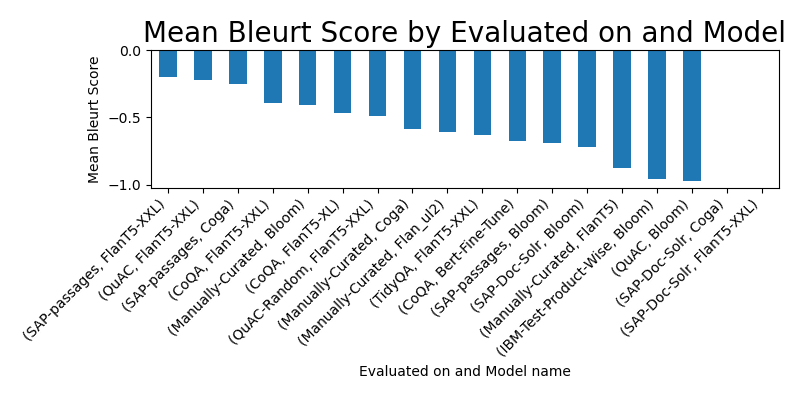 Mean Bleurt Score by Evaluated on and Model
Mean Bleurt Score
0.0
−0.5
−1.0
(SAP-passages, FlanT5-XXL)
(QuAC, FlanT5-XXL)
(SAP-passages, Coga)
(CoQA, FlanT5-XXL)
(Manually-Curated, Bloom)
(CoQA, FlanT5-XL)
(QuAC-Random, FlanT5-XXL)
(Manually-Curated, Coga)
(Manually-Curated, Flan_ul2)
(TidyQA, FlanT5-XXL)
(CoQA, Bert-Fine-Tune)
(SAP-passages, Bloom)
(SAP-Doc-Solr, Bloom)
(Manually-Curated, FlanT5)
(IBM-Test-Product-Wise, Bloom)
(QuAC, Bloom)
(SAP-Doc-Solr, Coga)
(SAP-Doc-Solr, FlanT5-XXL)
Evaluated on and Model name